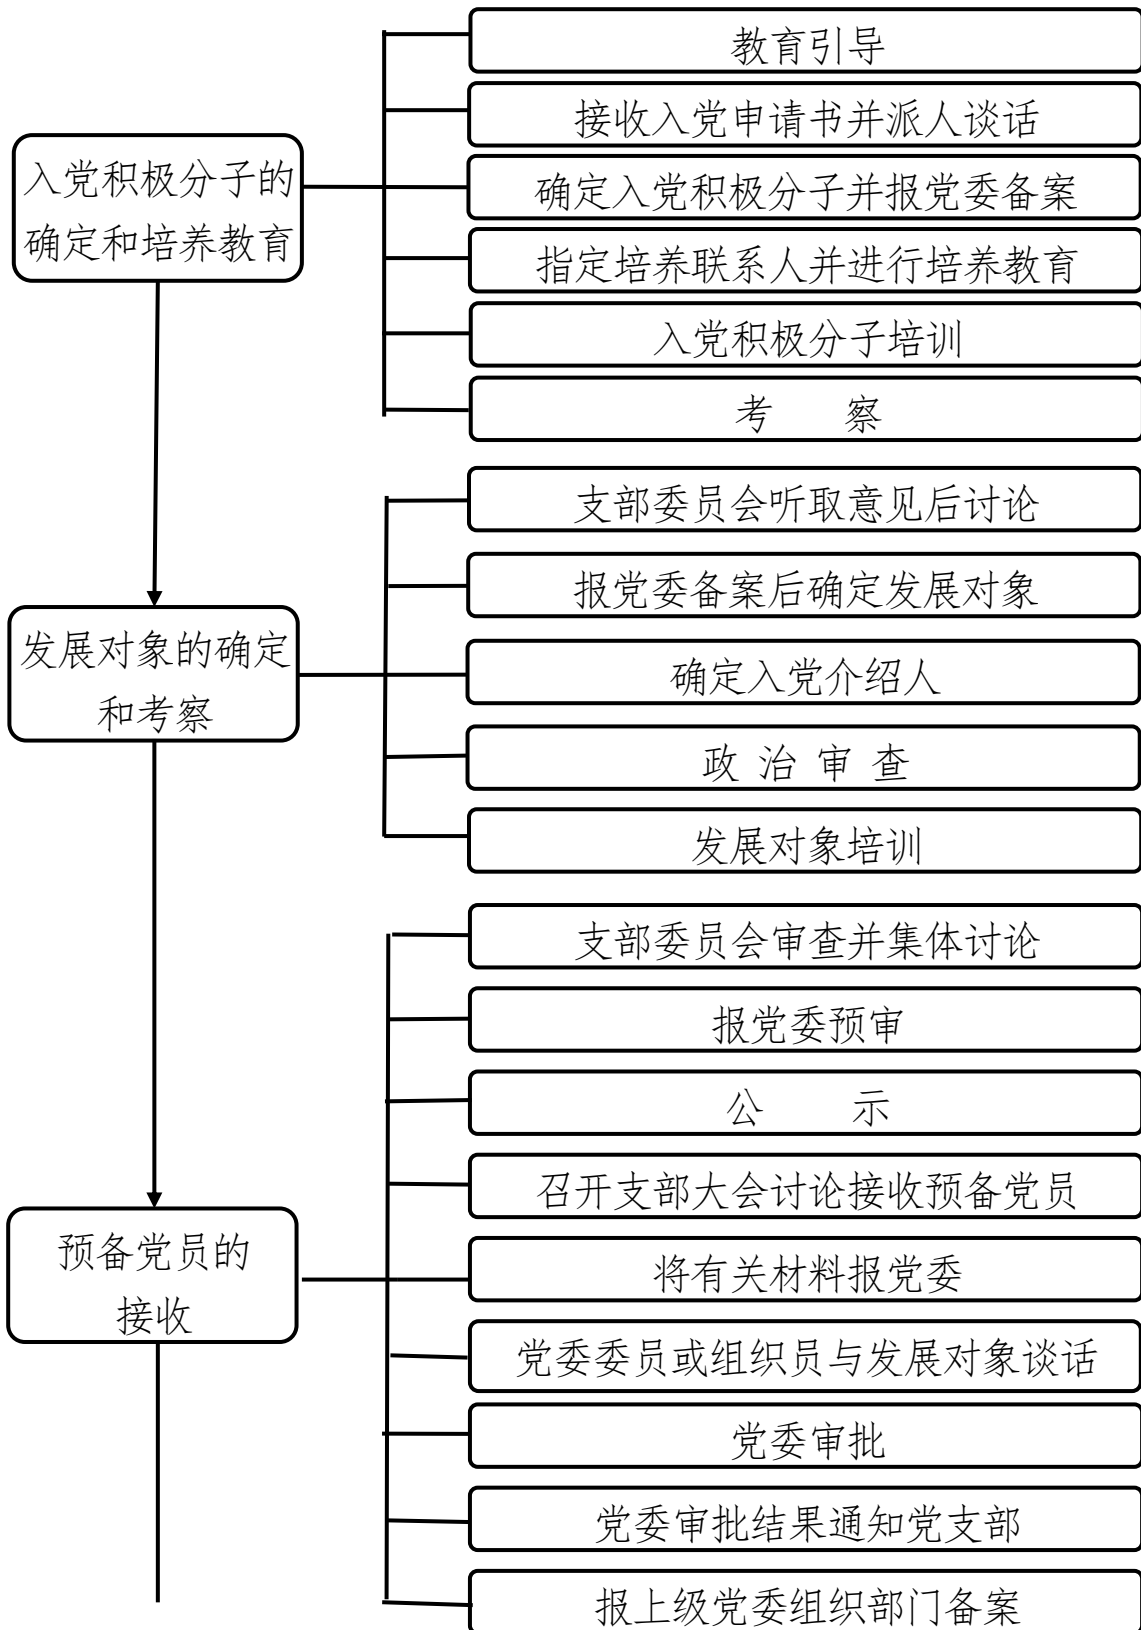 入党积极分子的
确定和培养教育
教育引导
接收入党申请书并派人谈话
确定入党积极分子并报党委备案
指定培养联系人并进行培养教育
入党积极分子培训
考 察
发展对象的确定
和考察
支部委员会听取意见后讨论
报党委备案后确定发展对象
确定入党介绍人
政 治 审 查
发展对象培训
预备党员的
接收
支部委员会审查并集体讨论
报党委预审
公 示
召开支部大会讨论接收预备党员
将有关材料报党委
党委委员或组织员与发展对象谈话
党委审批
党委审批结果通知党支部
报上级党委组织部门备案